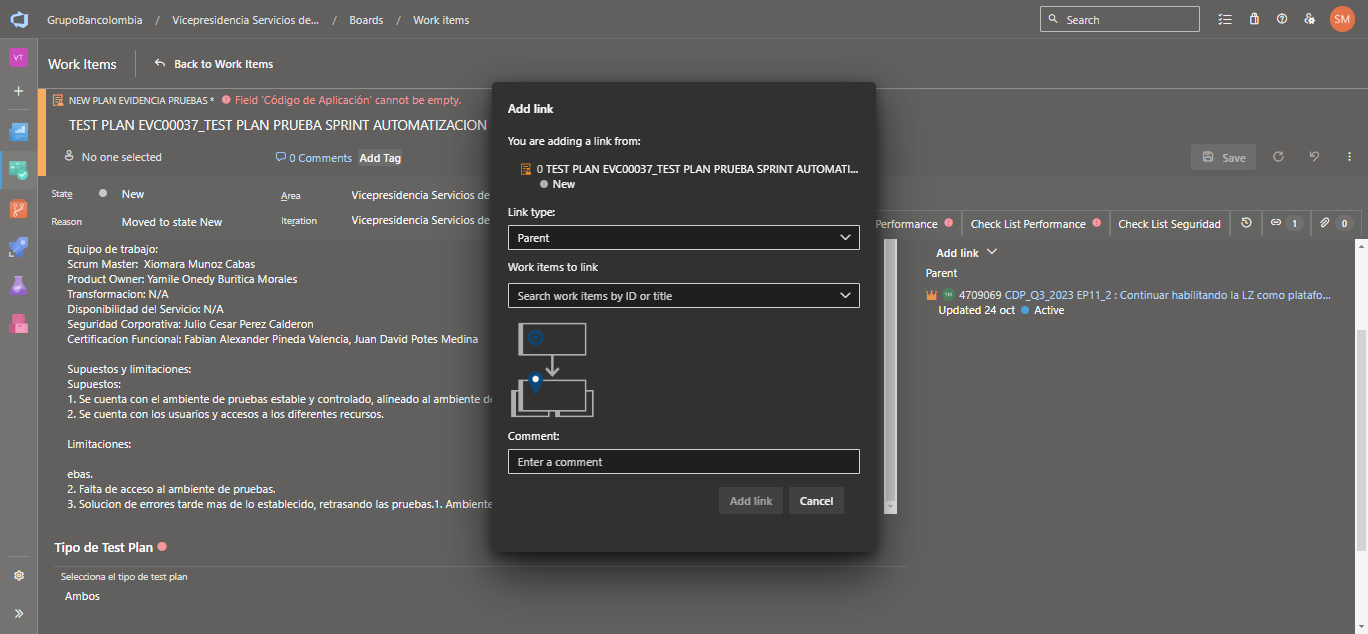 GrupoBancolombia / Vicepresidencia Servicios de... / Boards / Work items
Search
SM
VT
Work Items
Back to Work Items
NEW PLAN EVIDENCIA PRUEBAS *
Field 'Código de Aplicación' cannot be empty.
TEST PLAN EVC00037_TEST PLAN PRUEBA SPRINT AUTOMATIZACION
No one selected
0 Comments
Add Tag
Save
State
New
Area
Vicepresidencia Servicios de
Reason
Moved to state New
Iteration
Vicepresidencia Servicios de
Performance
Check List Performance
Check List Seguridad
1
0
Equipo de trabajo:
Scrum Master: Xiomara Munoz Cabas
Product Owner: Yamile Onedy Buritica Morales
Transformacion: N/A
Disponibilidad del Servicio: N/A
Seguridad Corporativa: Julio Cesar Perez Calderon
Certificacion Funcional: Fabian Alexander Pineda Valencia, Juan David Potes Medina
Supuestos y limitaciones:
Supuestos:
1. Se cuenta con el ambiente de pruebas estable y controlado, alineado al ambiente de
2. Se cuenta con los usuarios y accesos a los diferentes recursos.
Limitaciones:
ebas.
2. Falta de acceso al ambiente de pruebas.
3. Solucion de errores tarde mas de lo establecido, retrasando las pruebas.1. Ambiente
Tipo de Test Plan
Selecciona el tipo de test plan
Ambos
Add link
You are adding a link from:
0 TEST PLAN EVC00037_TEST PLAN PRUEBA SPRINT AUTOMATI...
New
Link type:
Parent
Work items to link
Search work items by ID or title
Comment:
Enter a comment
Add link
Cancel
Add link
Parent
4709069 CDP_Q3_2023 EP11_2 : Continuar habilitando la LZ como platafo...
Updated 24 oct
Active